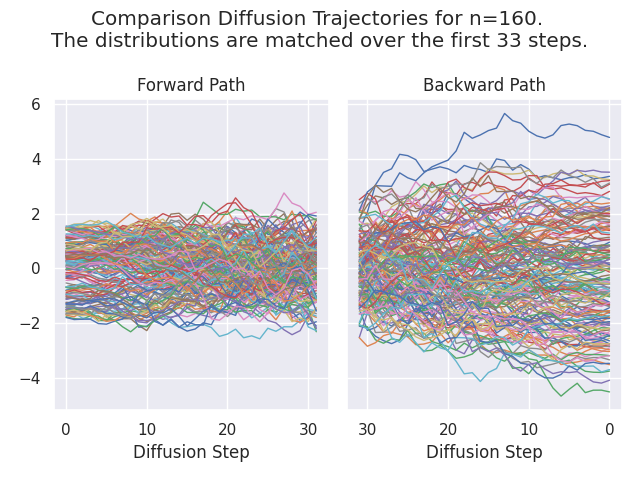 Comparison Diffusion Trajectories for n=160.
The distributions are matched over the first 33 steps.
Forward Path
Backward Path
6
4
2
0
−2
−4
0 10 20 30
30 20 10 0
Diffusion Step
Diffusion Step